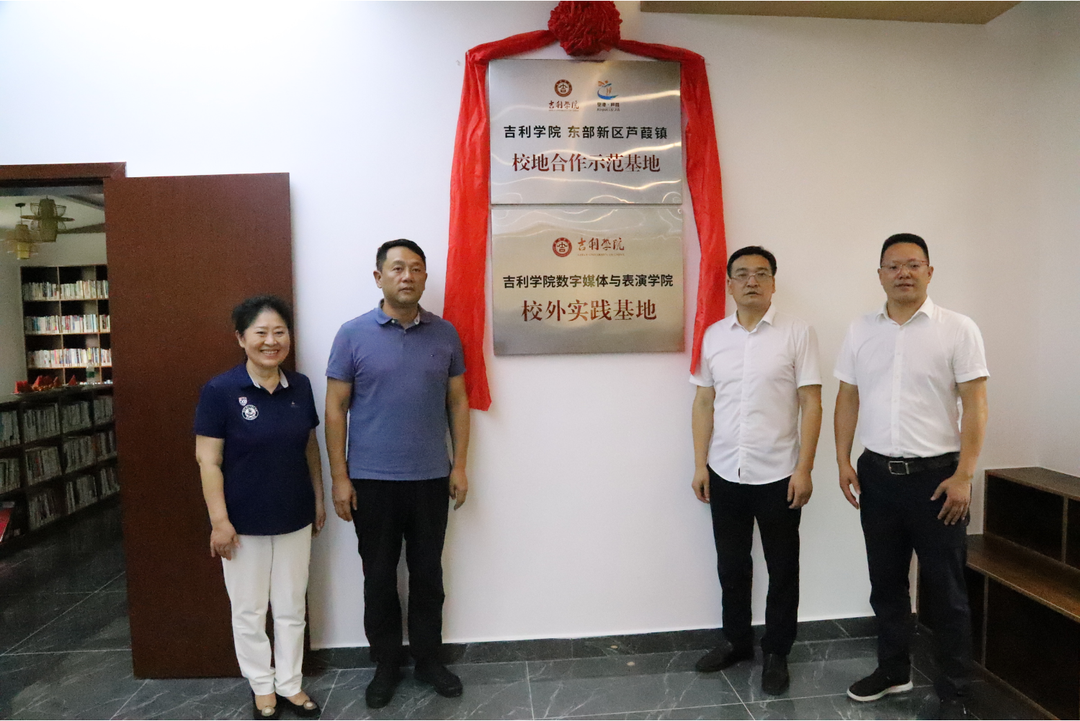 吉利学院
吉利学院 东部新区芦葭镇
校地合作示范基地
吉利学院
吉利学院数字媒体与表演学院
校外实践基地